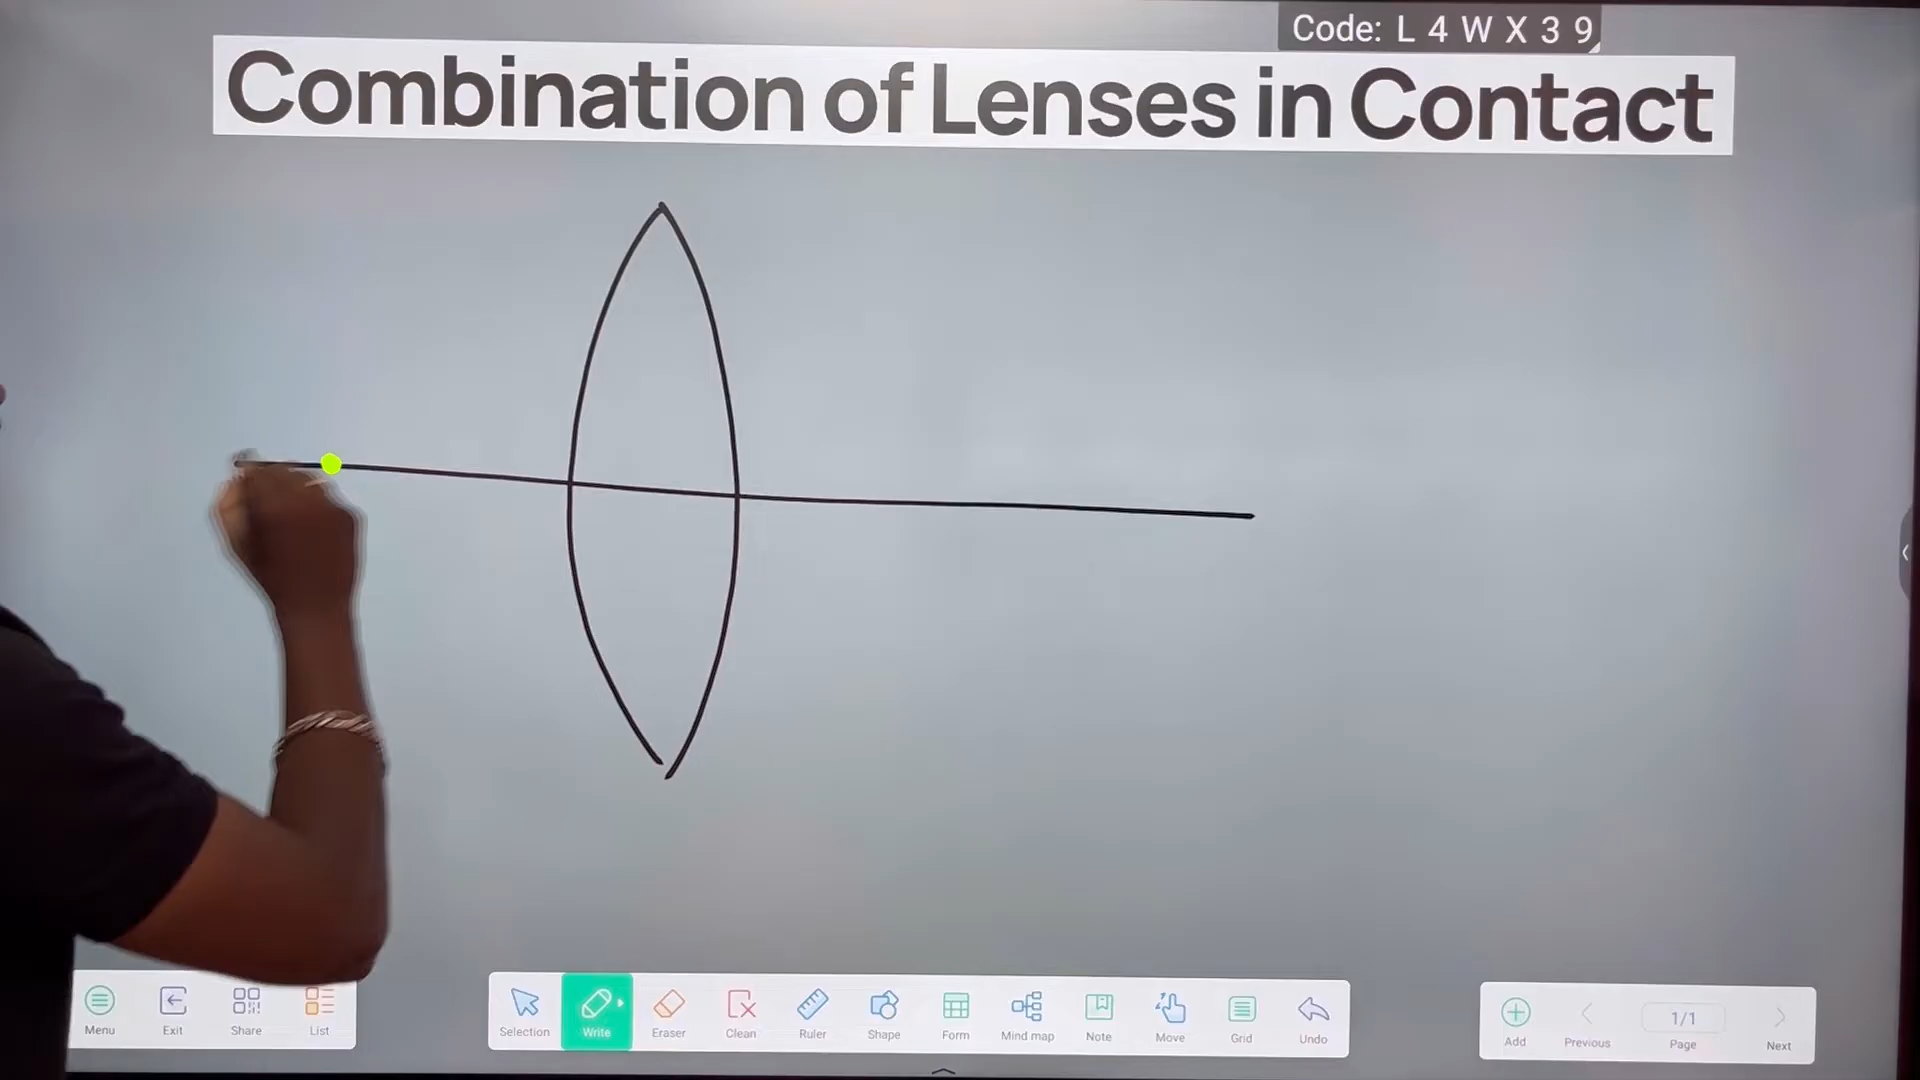 Code: L 4 W X 3 9
Combination of Lenses in Contact
Menu
Exit
Share
List
Selection
Write
Eraser
Clean
Ruler
Shape
Form
Mind map
Note
Move
Grid
Undo
Add
Previous
1/1
Page
Next